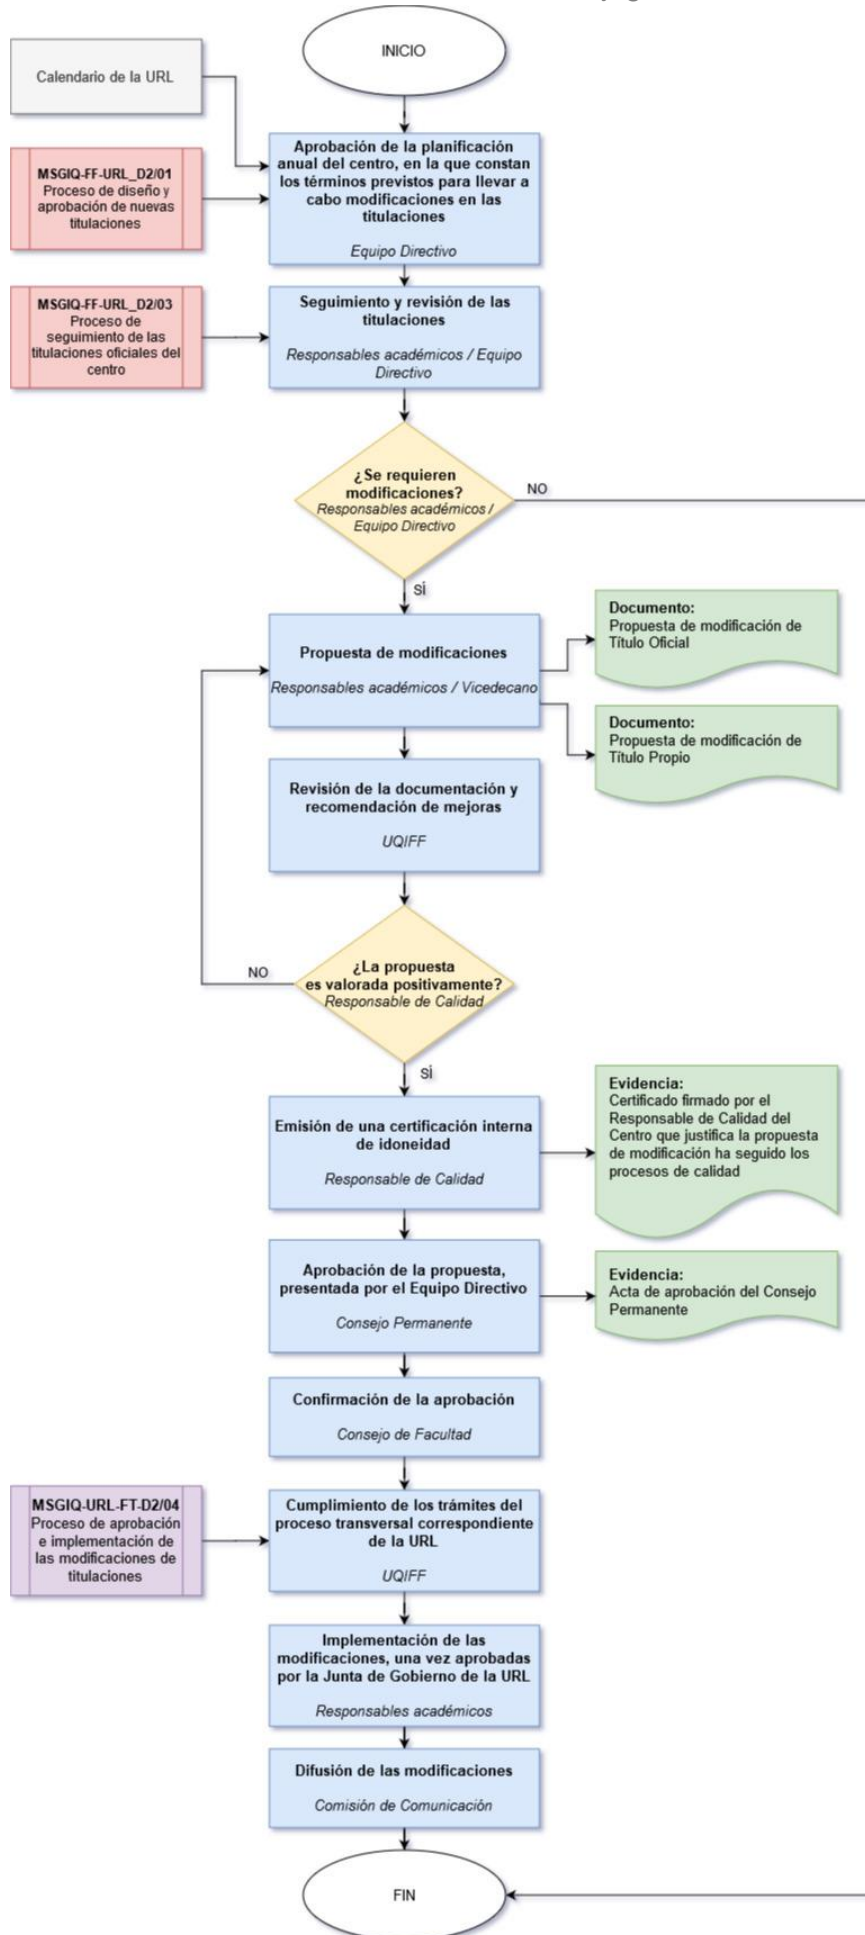 INICIO
Calendario de la URL
Aprobación de la planificación
anual del centro, en la que constan
los términos previstos para llevar a
cabo modificaciones en las
titulaciones
Equipo Directivo
MSGIQ-FF-URL_D2/01
Proceso de diseño y
aprobación de nuevas
titulaciones
MSGIQ-FF-URL_D2/03
Proceso de
seguimiento de las
titulaciones oficiales del
centro
Seguimiento y revisión de las
titulaciones
Responsables académicos / Equipo
Directivo
¿Se requieren
modificaciones?
Responsables académicos /
Equipo Directivo
NO
SÍ
Propuesta de modificaciones
Responsables académicos / Vicedecano
Documento:
Propuesta de modificación de
Título Oficial
Documento:
Propuesta de modificación de
Título Propio
Revisión de la documentación y
recomendación de mejoras
UQIFF
¿La propuesta
es valorada positivamente?
Responsable de Calidad
NO
SÍ
Emisión de una certificación interna
de idoneidad
Responsable de Calidad
Evidencia:
Certificado firmado por el
Responsable de Calidad del
Centro que justifica la propuesta
de modificación ha seguido los
procesos de calidad
Aprobación de la propuesta,
presentada por el Equipo Directivo
Consejo Permanente
Evidencia:
Acta de aprobación del Consejo
Permanente
Confirmación de la aprobación
Consejo de Facultad
MSGIQ-URL-FT-D2/04
Proceso de aprobación
e implementación de
las modificaciones de
titulaciones
Cumplimiento de los trámites del
proceso transversal correspondiente
de la URL
UQIFF
Implementación de las
modificaciones, una vez aprobadas
por la Junta de Gobierno de la URL
Responsables académicos
Difusión de las modificaciones
Comisión de Comunicación
FIN